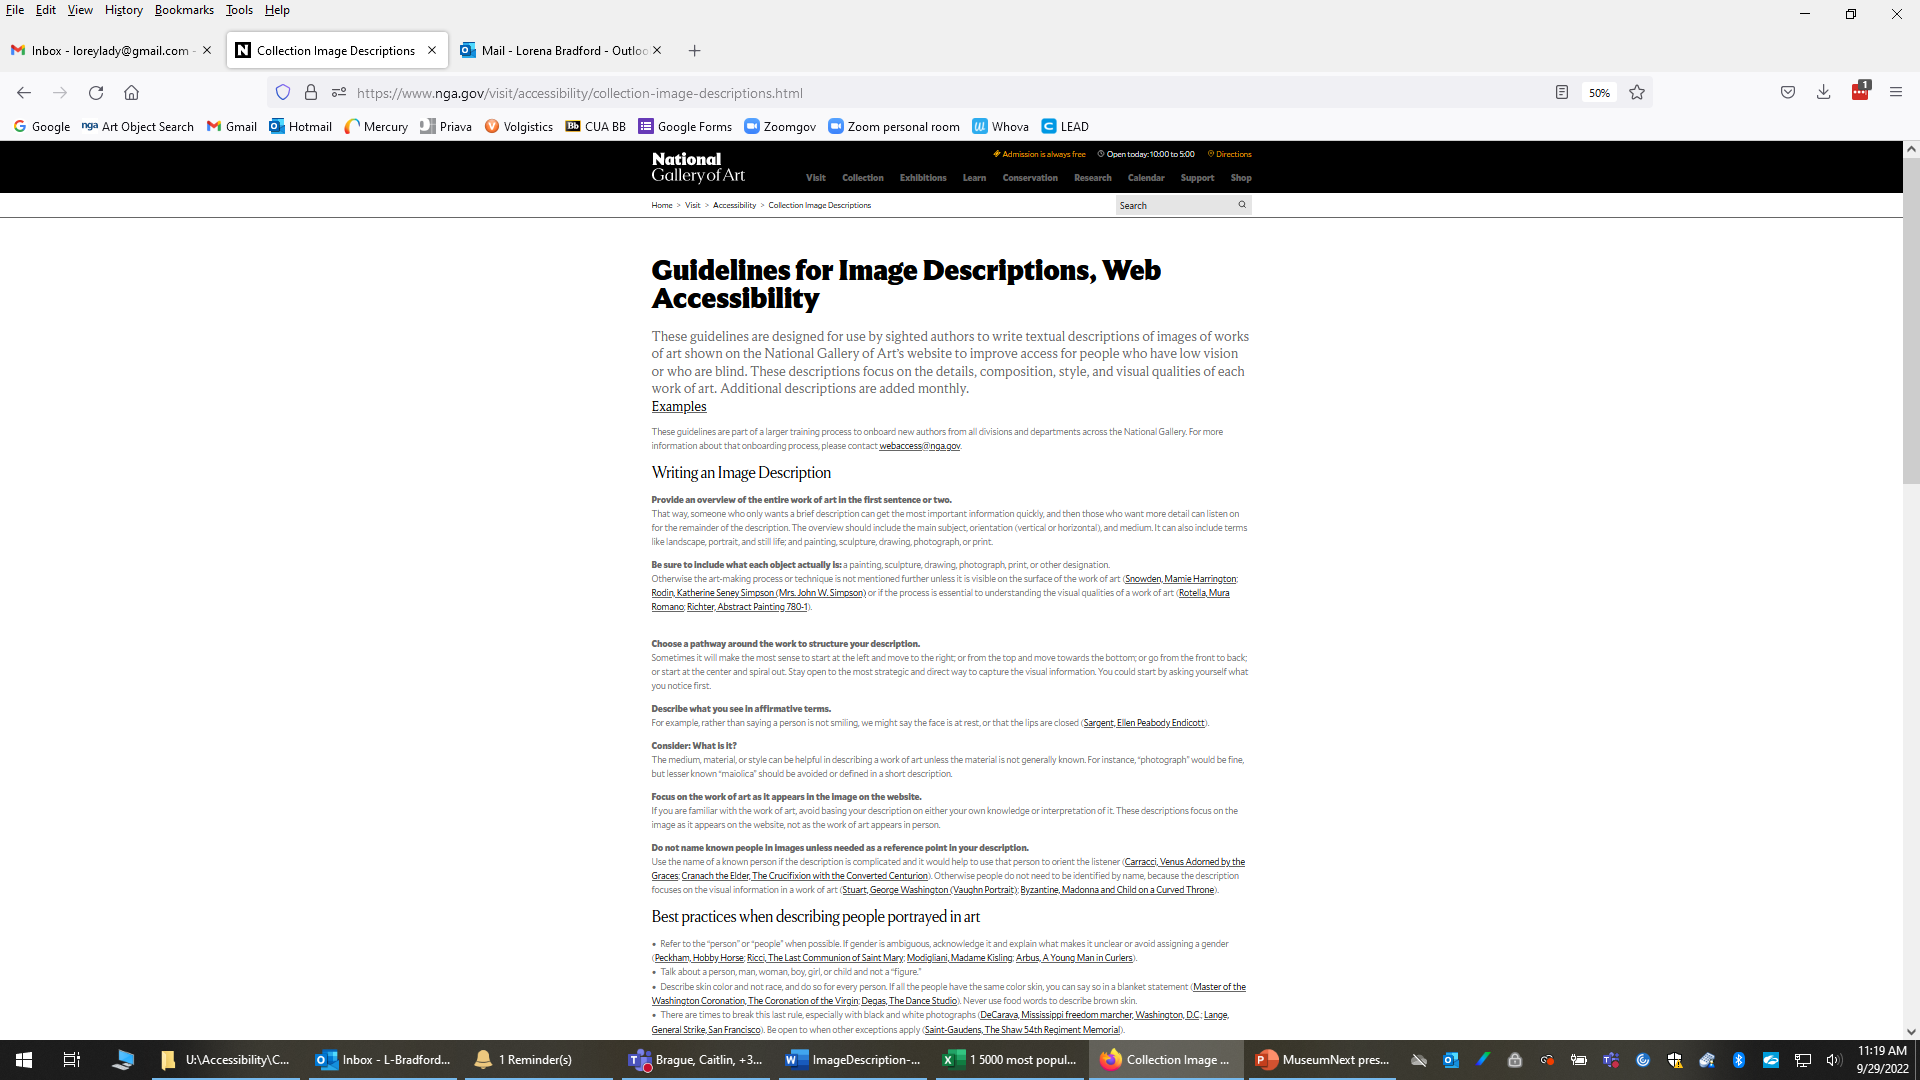 File Edit View History Bookmarks Tools Help
Inbox - loreylady@gmail.com -
Collection Image Descriptions
Mail - Lorena Bradford - Outloo
https://www.nga.gov/visit/accessibility/collection-image-descriptions.html
50%
1
Google nga Art Object Search Gmail Hotmail Mercury Priava Volgistics Bb CUA BB Google Forms Zoomgov Zoom personal room Whova LEAD
National
Gallery of Art
Admission is always free Open today: 10:00 to 5:00 Directions
Visit Collection Exhibitions Learn Conservation Research Calendar Support Shop
Home > Visit > Accessibility > Collection Image Descriptions
Search
Guidelines for Image Descriptions, Web
Accessibility
These guidelines are designed for use by sighted authors to write textual descriptions of images of works
of art shown on the National Gallery of Art's website to improve access for people who have low vision
or who are blind. These descriptions focus on the details, composition, style, and visual qualities of each
work of art. Additional descriptions are added monthly.
Examples
These guidelines are part of a larger training process to onboard new authors from all divisions and departments across the National Gallery. For more
information about that onboarding process, please contact webaccess@nga.gov.
Writing an Image Description
Provide an overview of the entire work of art in the first sentence or two.
That way, someone who only wants a brief description can get the most important information quickly, and then those who want more detail can listen on
for the remainder of the description. The overview should include the main subject, orientation (vertical or horizontal), and medium. It can also include terms
like landscape, portrait, and still life; and painting, sculpture, drawing, photograph, or print.
Be sure to include what each object actually is: a painting, sculpture, drawing, photograph, print, or other designation.
Otherwise the art-making process or technique is not mentioned further unless it is visible on the surface of the work of art (Snowden, Mamie Harrington;
Rodin, Katherine Seney Simpson (Mrs. John W. Simpson) or if the process is essential to understanding the visual qualities of a work of art (Rotella, Mura
Romano; Richter, Abstract Painting 780-1).
Choose a pathway around the work to structure your description.
Sometimes it will make the most sense to start at the left and move to the right; or from the top and move towards the bottom; or go from the front to back;
or start at the center and spiral out. Stay open to the most strategic and direct way to capture the visual information. You could start by asking yourself what
you notice first.
Describe what you see in affirmative terms.
For example, rather than saying a person is not smiling, we might say the face is at rest, or that the lips are closed (Sargent, Ellen Peabody Endicott).
Consider: What is it?
The medium, material, or style can be helpful in describing a work of art unless the material is not generally known. For instance, "photograph" would be fine,
but lesser known "maiolica" should be avoided or defined in a short description.
Focus on the work of art as it appears in the image on the website.
If you are familiar with the work of art, avoid basing your description on either your own knowledge or interpretation of it. These descriptions focus on the
image as it appears on the website, not as the work of art appears in person.
Do not name known people in images unless needed as a reference point in your description.
Use the name of a known person if the description is complicated and it would help to use that person to orient the listener (Carracci, Venus Adorned by the
Graces; Cranach the Elder, The Crucifixion with the Converted Centurion). Otherwise people do not need to be identified by name, because the description
focuses on the visual information in a work of art (Stuart, George Washington (Vaughn Portrait); Byzantine, Madonna and Child on a Curved Throne).
Best practices when describing people portrayed in art
• Refer to the "person" or "people" when possible. If gender is ambiguous, acknowledge it and explain what makes it unclear or avoid assigning a gender
(Peckham, Hobby Horse; Ricci, The Last Communion of Saint Mary; Modigliani, Madame Kisling; Arbus, A Young Man in Curlers).
• Talk about a person, man, woman, boy, girl, or child and not a "figure."
• Describe skin color and not race, and do so for every person. If all the people have the same color skin, you can say so in a blanket statement (Master of the
Washington Coronation, The Coronation of the Virgin; Degas, The Dance Studio). Never use food words to describe brown skin.
• There are times to break this last rule, especially with black and white photographs (DeCarava, Mississippi freedom marcher, Washington, D.C.; Lange,
General Strike, San Francisco). Be open to when other exceptions apply (Saint-Gaudens, The Shaw 54th Regiment Memorial).
U:\Accessibility\C... Inbox - L-Bradford... 1 Reminder(s) Brague, Caitlin, +3... ImageDescription-... 1 5000 most popul... Collection Image ... MuseumNext pres...
11:19 AM
9/29/2022